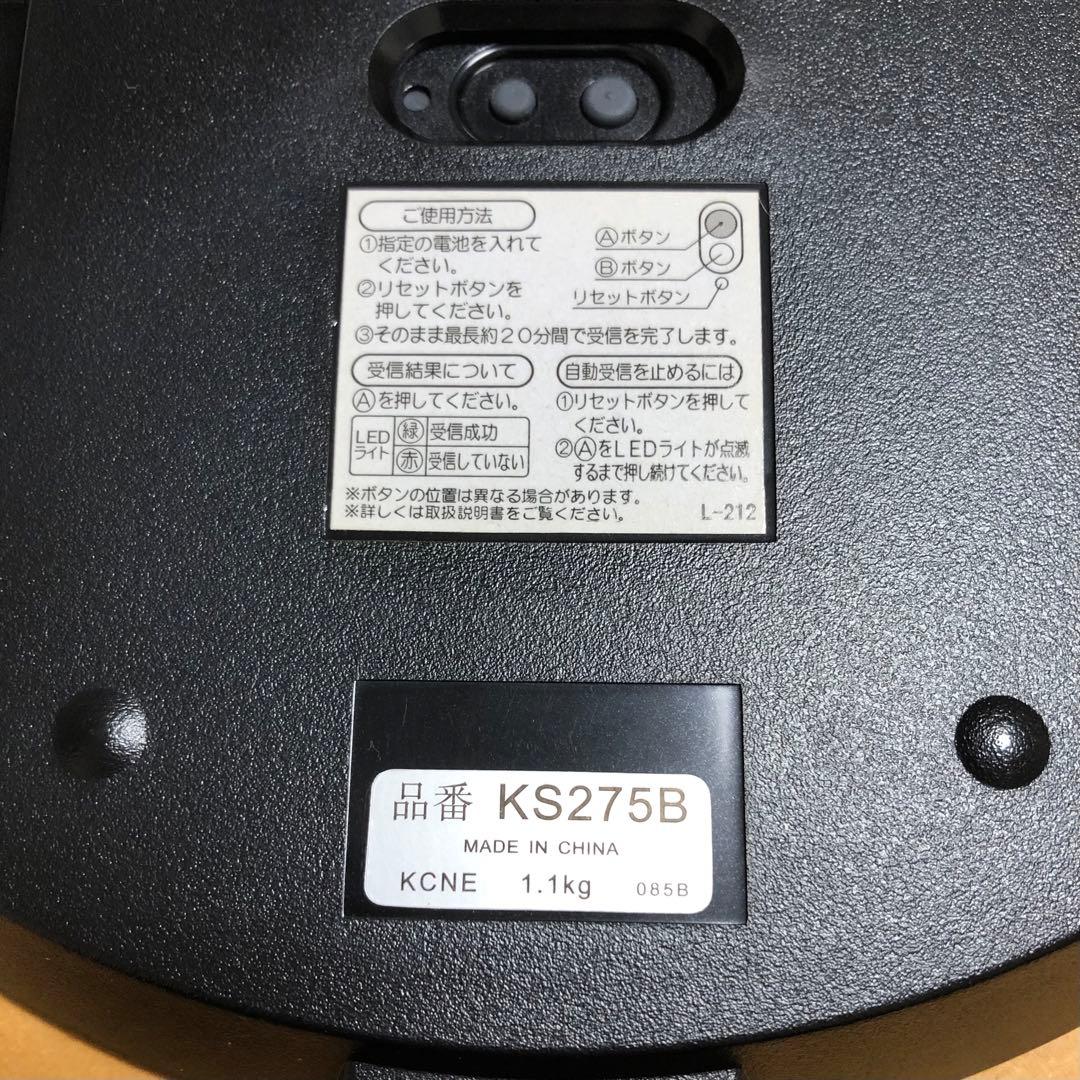 ご使用方法
①指定の電池を入れて
ください。
②リセットボタンを
押してください。
③そのまま最長約20分間で受信を完了します。
Ⓐボタン
Ⓑボタン
リセットボタン
受信結果について
Ⓐを押してください。
LED
ライト
緑 受信成功
赤 受信していない
自動受信を止めるには
①リセットボタンを押して
ください。
②ⒶをLEDライトが点滅
するまで押し続けてください。
※ボタンの位置は異なる場合があります。
※詳しくは取扱説明書をご覧ください。
L-212
品番 KS275B
MADE IN CHINA
KCNE 1.1kg 085B